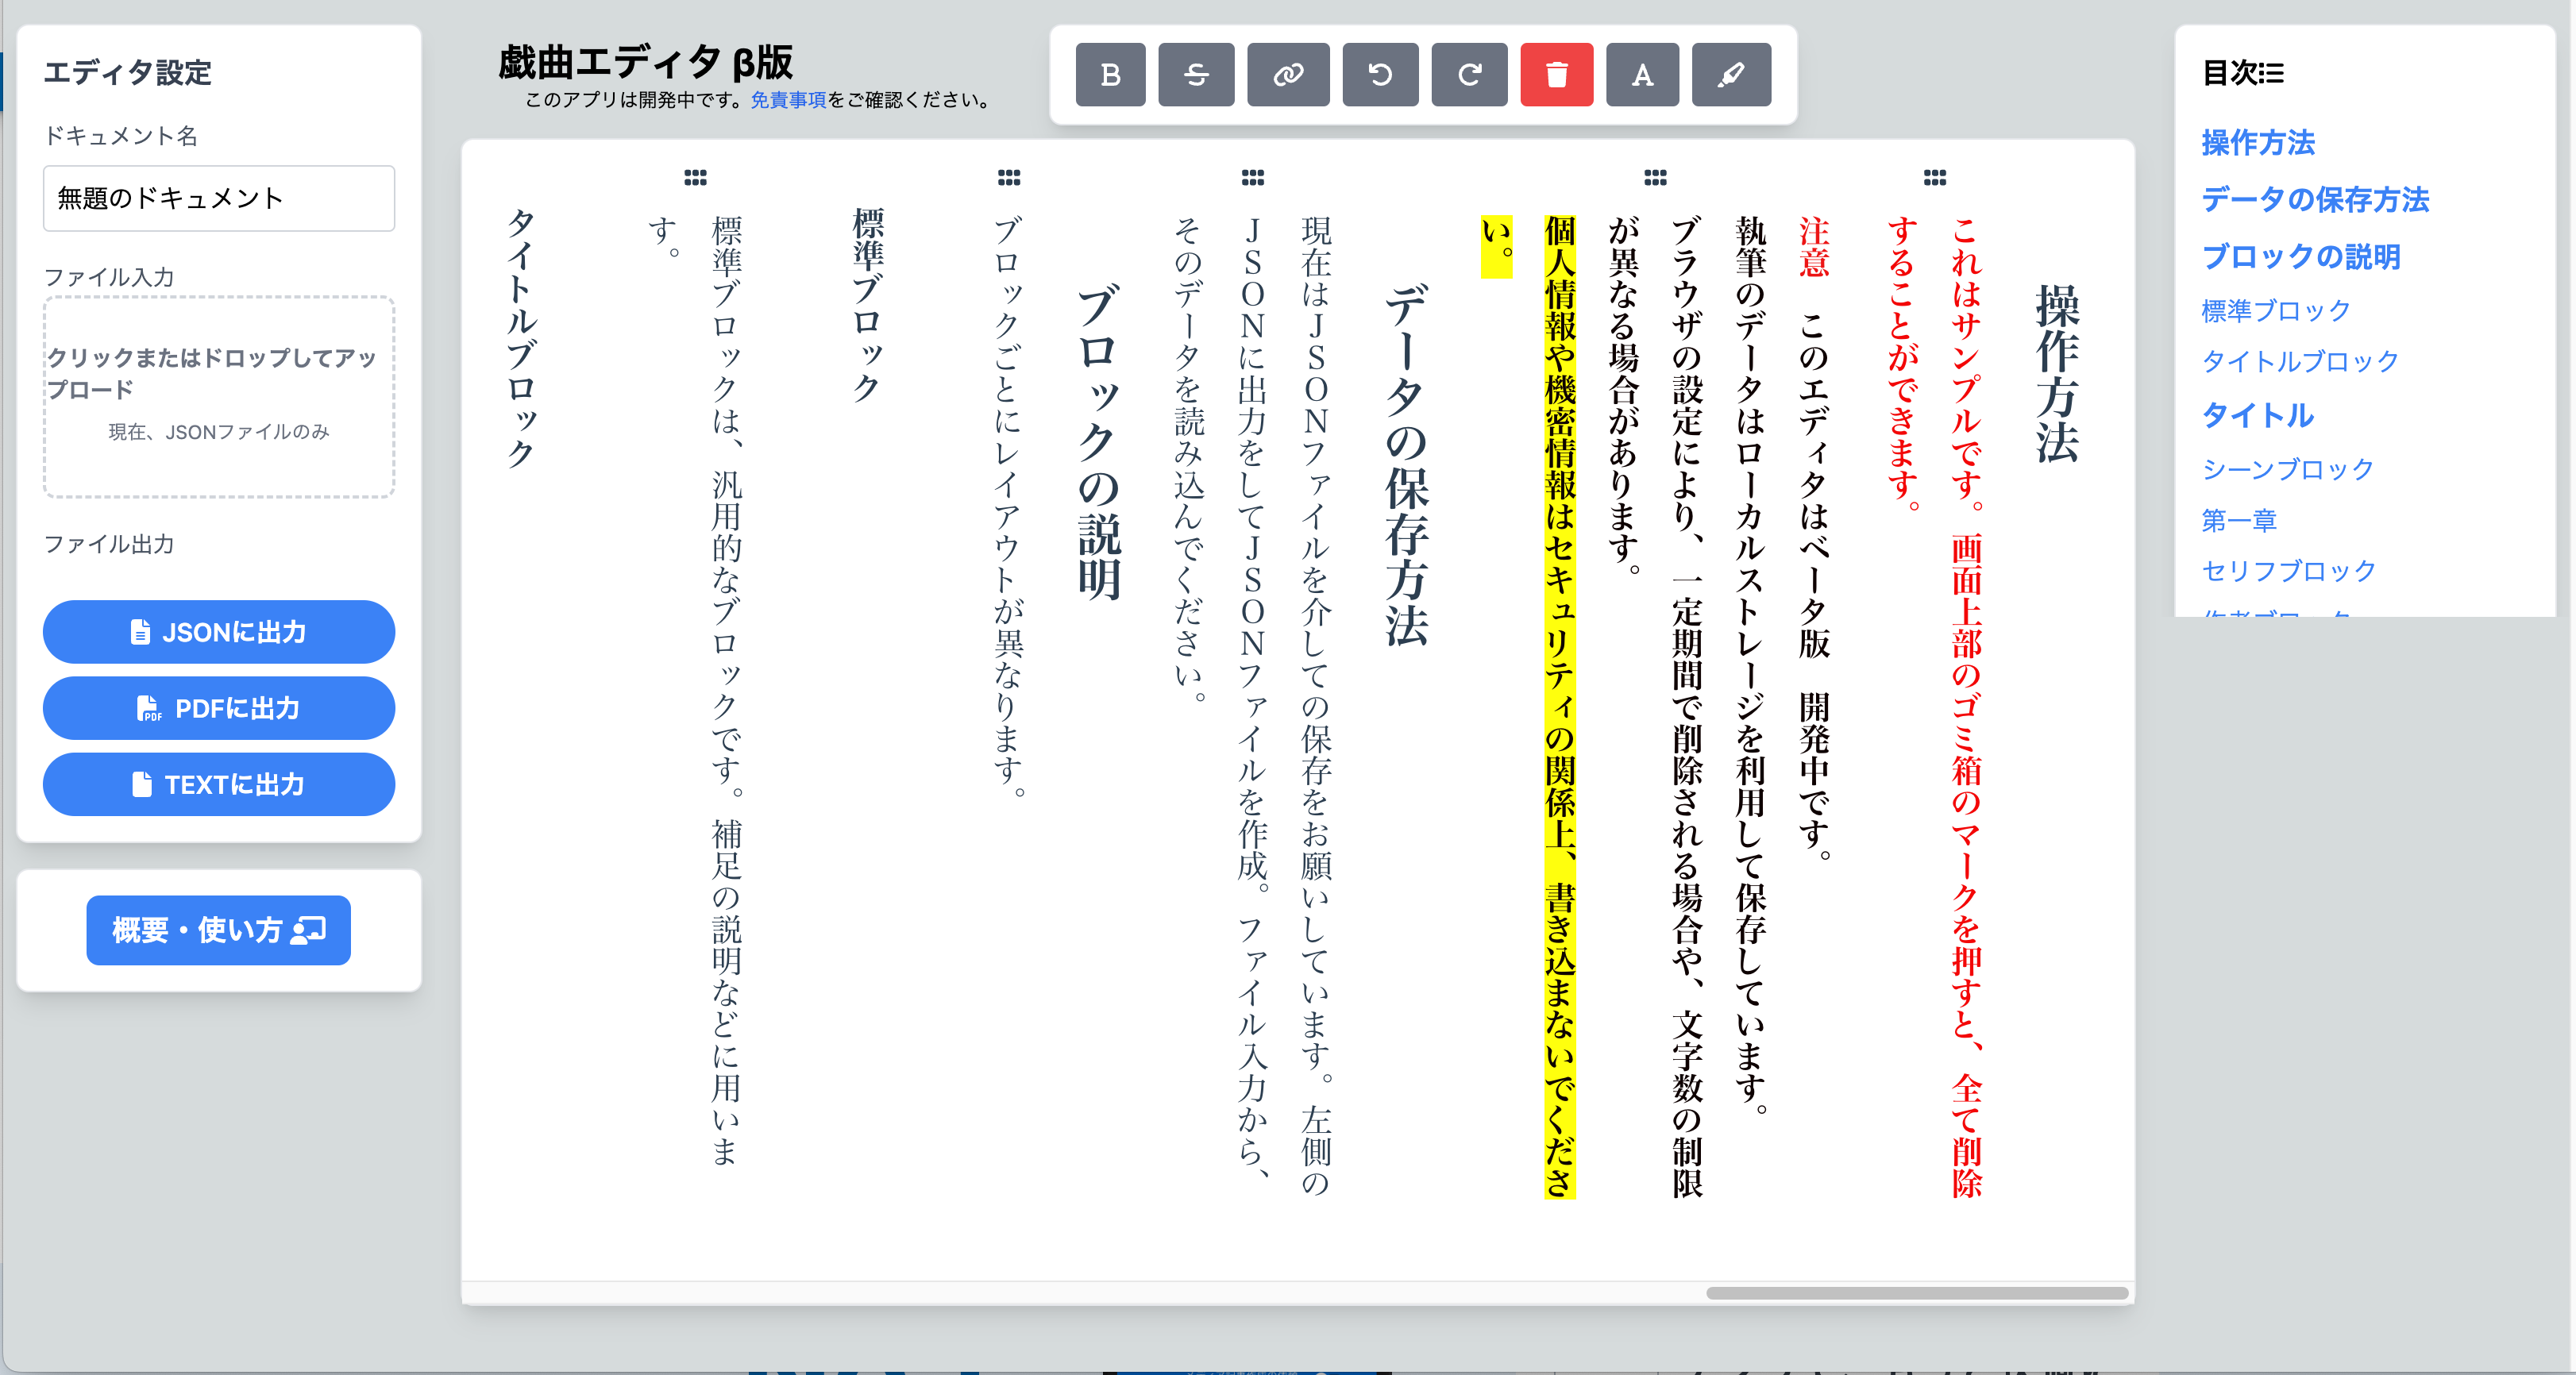 エディタ設定
ドキュメント名
無題のドキュメント
ファイル入力
クリックまたはドロップしてアッ
プロード
現在、JSONファイルのみ
ファイル出力
JSONに出力
PDFに出力
TEXTに出力
概要・使い方
戯曲エディタ β版
このアプリは開発中です。免責事項をご確認ください。
操作方法
これはサンプルです。画面上部のゴミ箱のマークを押すと、全て削除
することができます。
注意　このエディタはベータ版　開発中です。
執筆のデータはローカルストレージを利用して保存しています。
ブラウザの設定により、一定期間で削除される場合や、文字数の制限
が異なる場合があります。
個人情報や機密情報はセキュリティの関係上、書き込まないでくださ
い。
データの保存方法
現在はＪＳＯＮファイルを介しての保存をお願いしています。左側の
ＪＳＯＮに出力をしてＪＳＯＮファイルを作成。ファイル入力から、
そのデータを読み込んでください。
ブロックの説明
ブロックごとにレイアウトが異なります。
標準ブロック
標準ブロックは、汎用的なブロックです。補足の説明などに用いま
す。
タイトルブロック
目次
操作方法
データの保存方法
ブロックの説明
標準ブロック
タイトルブロック
タイトル
シーンブロック
第一章
セリフブロック